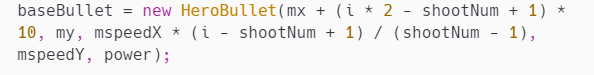 baseBullet = new HeroBullet(mx + (i * 2 - shootNum + 1) *
10, my, mspeedX * (i - shootNum + 1) / (shootNum - 1),
mspeedY, power);